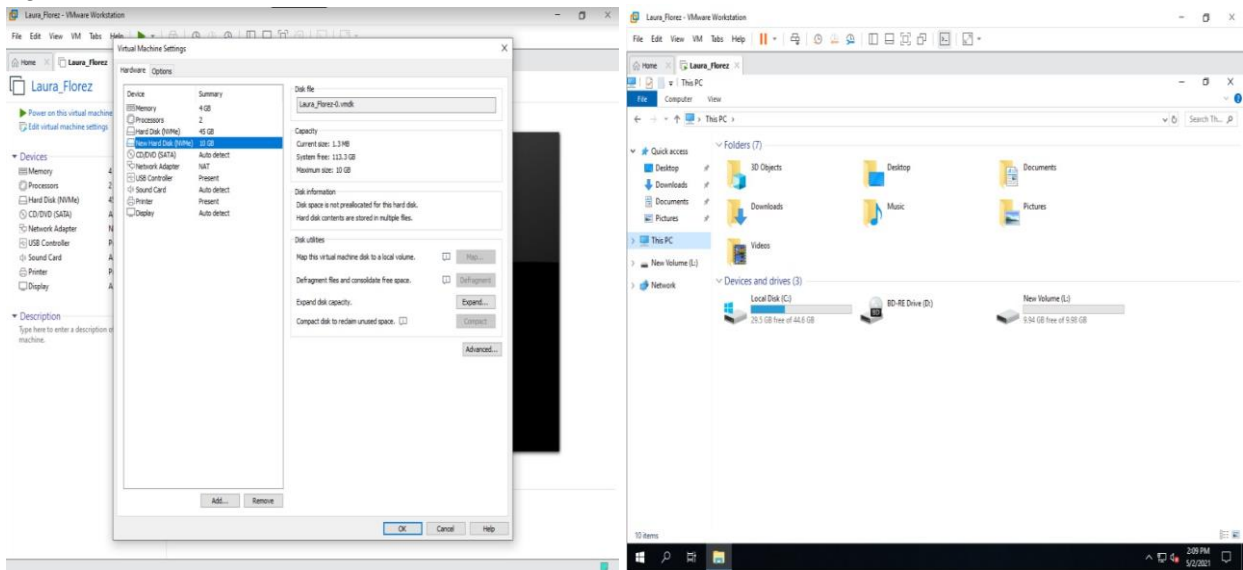 Laura_Florez - VMware Workstation
File Edit View VM Tabs Help
Home Laura_Florez
Laura_Florez
Power on this virtual machine
Edit virtual machine settings
Devices
Memory 4
Processors 2
Hard Disk (NVMe) 4
CD/DVD (SATA) A
Network Adapter N
USB Controller P
Sound Card A
Printer P
Display A
Description
Type here to enter a description o
machine.
Virtual Machine Settings X
Hardware Options
Device Summary
Memory 4 GB
Processors 2
Hard Disk (NVMe) 45 GB
New Hard Disk (NVMe) 10 GB
CD/DVD (SATA) Auto detect
Network Adapter NAT
USB Controller Present
Sound Card Auto detect
Printer Present
Display Auto detect
Add... Remove
Disk file
Laura_Florez-0.vmdk
Capacity
Current size: 1.3 MB
System free: 113.3 GB
Maximum size: 10 GB
Disk information
Disk space is not preallocated for this hard disk.
Hard disk contents are stored in multiple files.
Disk utilities
Map this virtual machine disk to a local volume. Map...
Defragment files and consolidate free space. Defragment
Expand disk capacity. Expand...
Compact disk to reclaim unused space. Compact
Advanced...
OK Cancel Help
Laura_Florez - VMware Workstation
File Edit View VM Tabs Help
Home Laura_Florez
This PC
File Computer View
This PC
Search Th...
Quick access
Desktop
Downloads
Documents
Pictures
This PC
New Volume (L:)
Network
Folders (7)
3D Objects Desktop Documents
Downloads Music Pictures
Videos
Devices and drives (3)
Local Disk (C:) BD-RE Drive (D:) New Volume (L:)
29.5 GB free of 44.6 GB 9.94 GB free of 9.98 GB
10 items
2:09 PM
5/2/2021